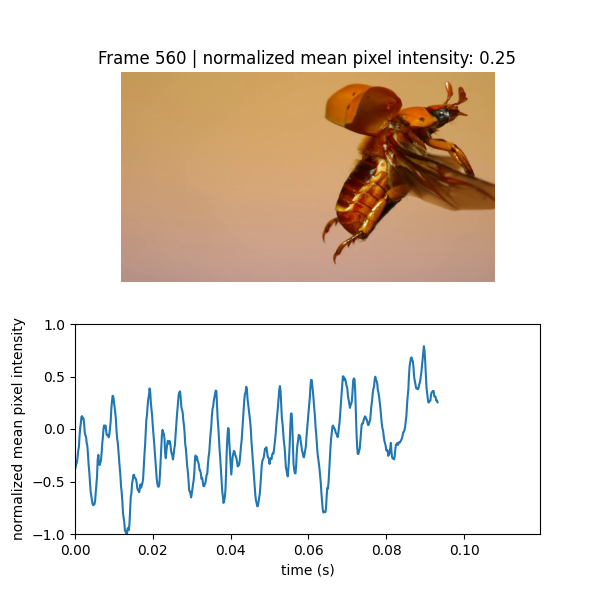 Frame 560 | normalized mean pixel intensity: 0.25
normalized mean pixel intensity
1.0
0.5
0.0
−0.5
−1.0
0.00 0.02 0.04 0.06 0.08 0.10
time (s)